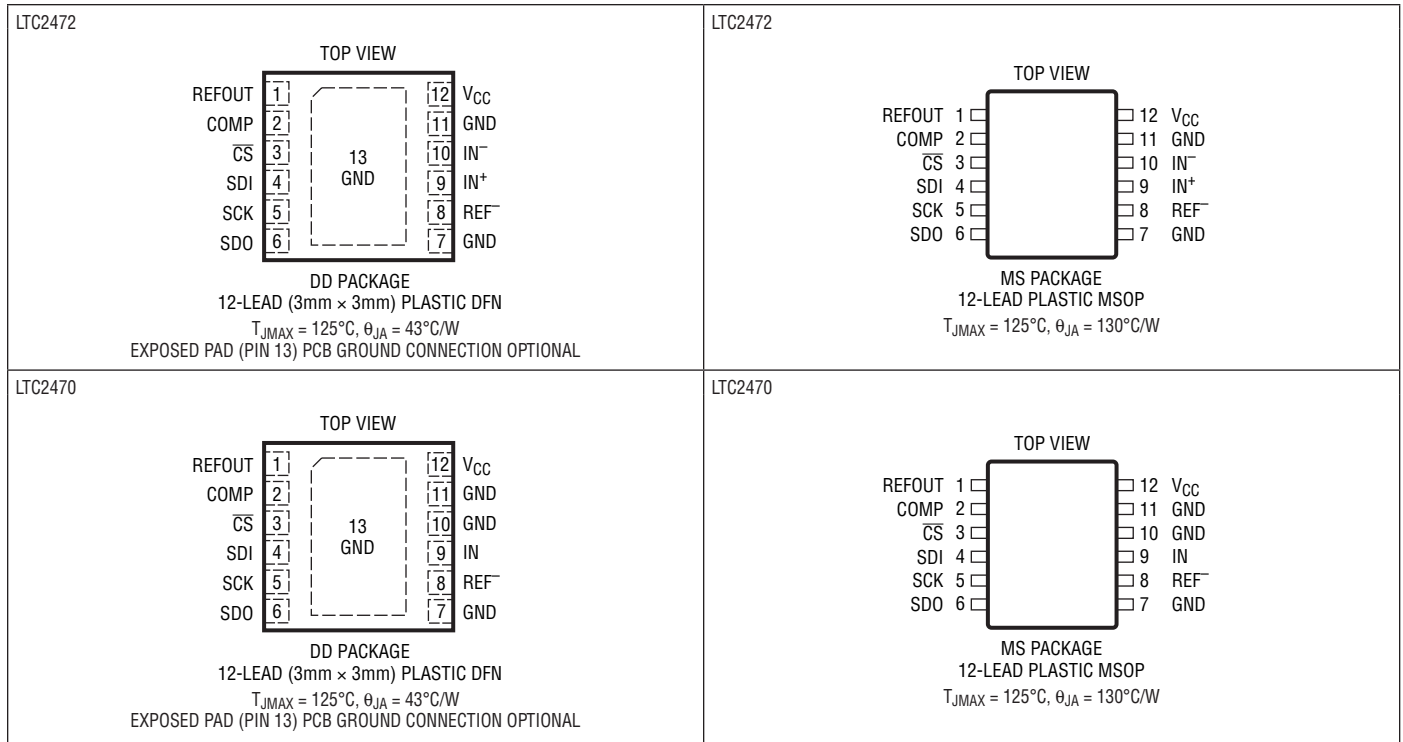 LTC2472
TOP VIEW
REFOUT 1
COMP 2
C̅S̅ 3
SDI 4
SCK 5
SDO 6
13
GND
12 VCC
11 GND
10 IN⁻
9 IN⁺
8 REF⁻
7 GND
DD PACKAGE
12-LEAD (3mm × 3mm) PLASTIC DFN
TJMAX = 125°C, θJA = 43°C/W
EXPOSED PAD (PIN 13) PCB GROUND CONNECTION OPTIONAL
LTC2472
TOP VIEW
REFOUT 1
COMP 2
C̅S̅ 3
SDI 4
SCK 5
SDO 6
12 VCC
11 GND
10 IN⁻
9 IN⁺
8 REF⁻
7 GND
MS PACKAGE
12-LEAD PLASTIC MSOP
TJMAX = 125°C, θJA = 130°C/W
LTC2470
TOP VIEW
REFOUT 1
COMP 2
C̅S̅ 3
SDI 4
SCK 5
SDO 6
13
GND
12 VCC
11 GND
10 GND
9 IN
8 REF⁻
7 GND
DD PACKAGE
12-LEAD (3mm × 3mm) PLASTIC DFN
TJMAX = 125°C, θJA = 43°C/W
EXPOSED PAD (PIN 13) PCB GROUND CONNECTION OPTIONAL
LTC2470
TOP VIEW
REFOUT 1
COMP 2
C̅S̅ 3
SDI 4
SCK 5
SDO 6
12 VCC
11 GND
10 GND
9 IN
8 REF⁻
7 GND
MS PACKAGE
12-LEAD PLASTIC MSOP
TJMAX = 125°C, θJA = 130°C/W